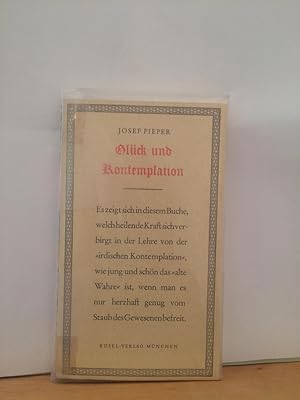 JOSEF PIEPER
Glück und
Kontemplation
Es zeigt sich in diesem Buche,
welch heilende Kraft sich ver-
birgt in der Lehre von der
»irdischen Kontemplation«,
wie jung und schön das »alte
Wahre« ist, wenn man es
nur herzhaft genug vom
Staub des Gewesenen befreit.
KÖSEL-VERLAG MÜNCHEN